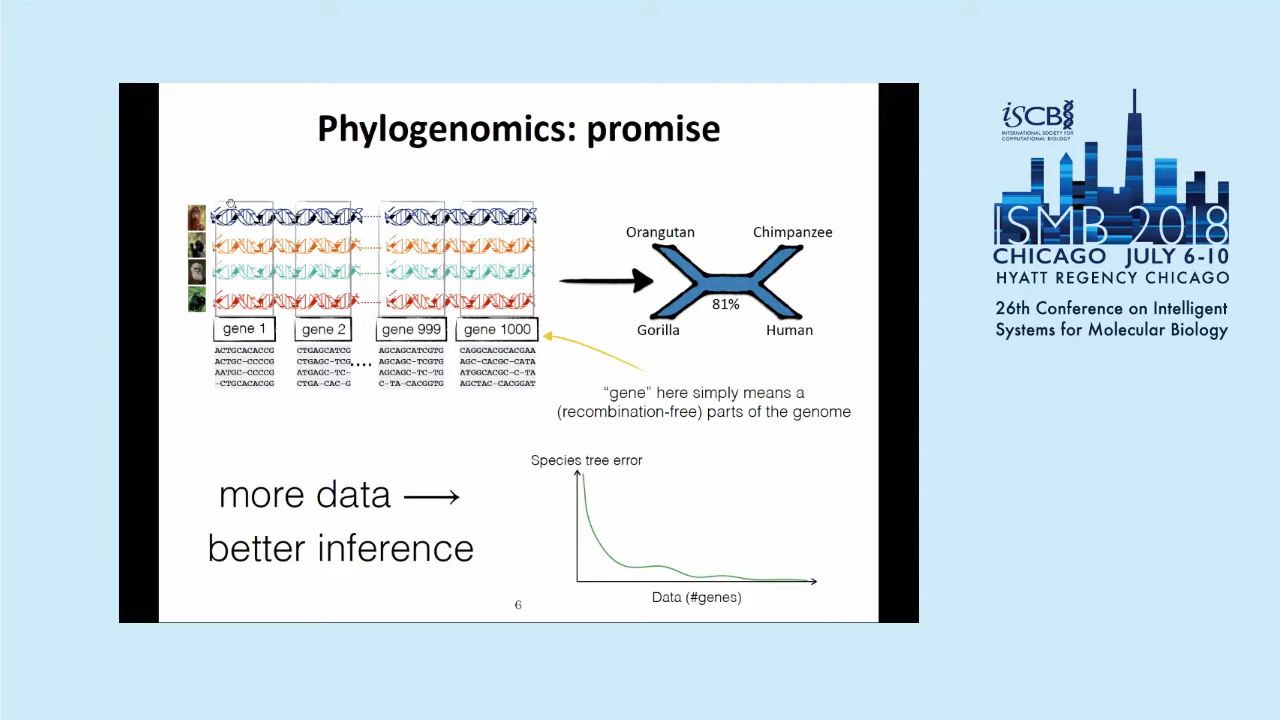 Phylogenomics: promise
gene 1
gene 2
gene 999
gene 1000
ACTGCACACCG
ACTGC-CCCCG
AATGC-CCCCG
-CTGCACACGG
CTGAGCATCG
CTGAGC-TCG
ATGAGC-TC-
CTGA-CAC-G
....
AGCAGCATCGTG
AGCAGC-TCGTG
AGCAGC-TC-TG
C-TA-CACGGTG
CAGGCACGCACGAA
AGC-CACGC-CATA
ATGGCACGC-C-TA
AGCTAC-CACGGAT
Orangutan
Chimpanzee
81%
Gorilla
Human
“gene” here simply means a
(recombination-free) parts of the genome
more data
better inference
Species tree error
Data (#genes)
6
iSCB
INTERNATIONAL SOCIETY FOR
COMPUTATIONAL BIOLOGY
ISMB 2018
CHICAGO JULY 6-10
HYATT REGENCY CHICAGO
26th Conference on Intelligent
Systems for Molecular Biology